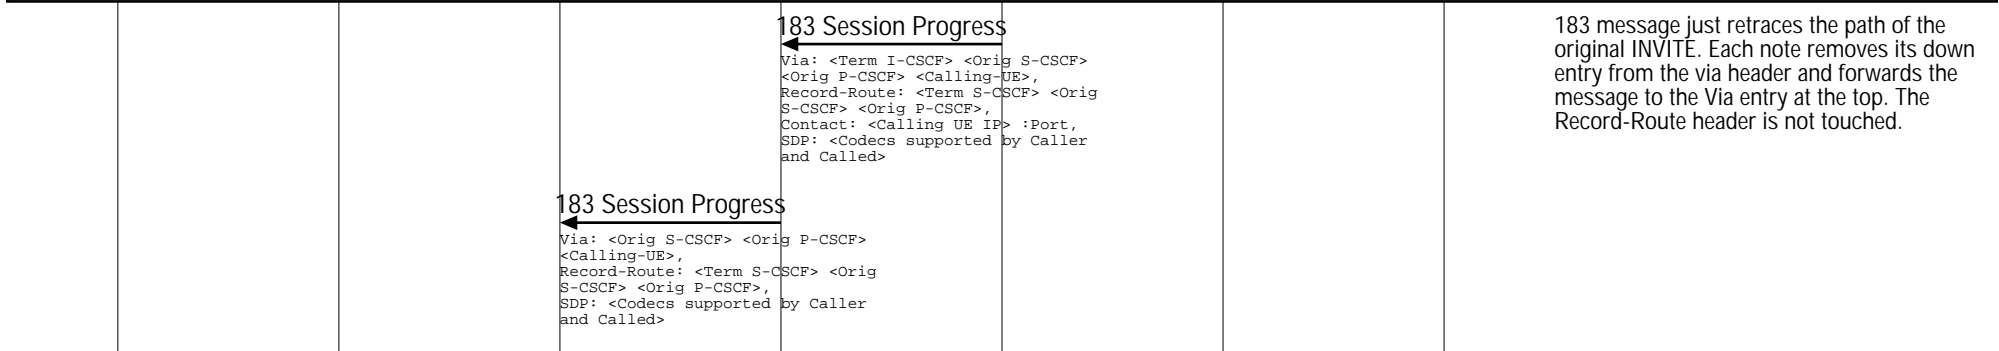 183 Session Progress
Via: <Term I-CSCF> <Orig S-CSCF>
<Orig P-CSCF> <Calling-UE>,
Record-Route: <Term S-CSCF> <Orig
S-CSCF> <Orig P-CSCF>,
Contact: <Calling UE IP> :Port,
SDP: <Codecs supported by Caller
and Called>
183 message just retraces the path of the
original INVITE. Each note removes its down
entry from the via header and forwards the
message to the Via entry at the top. The
Record-Route header is not touched.
183 Session Progress
Via: <Orig S-CSCF> <Orig P-CSCF>
<Calling-UE>,
Record-Route: <Term S-CSCF> <Orig
S-CSCF> <Orig P-CSCF>,
SDP: <Codecs supported by Caller
and Called>